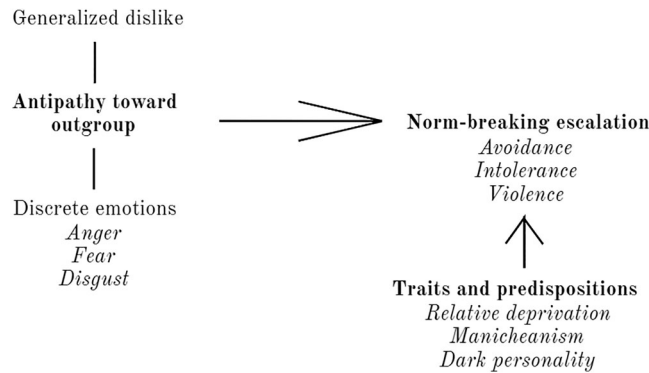 Generalized dislike
Antipathy toward
outgroup
Discrete emotions
Anger
Fear
Disgust
Norm-breaking escalation
Avoidance
Intolerance
Violence
Traits and predispositions
Relative deprivation
Manicheanism
Dark personality